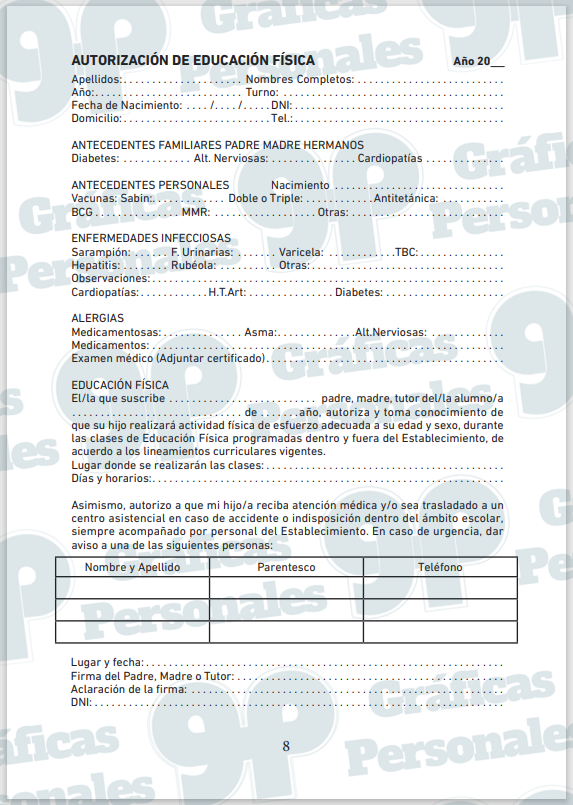 AUTORIZACIÓN DE EDUCACIÓN FÍSICA Año 20__
Apellidos:. . . . . . . . . . . . . . . . . . . . Nombres Completos: . . . . . . . . . . . . . . . . . . . . . . . .
Año:. . . . . . . . . . . . . . . . . . . . . . . . Turno: . . . . . . . . . . . . . . . . . . . . . . . . . . . . . . . . . . . . .
Fecha de Nacimiento: . . . . / . . . . / . . . . . DNI: . . . . . . . . . . . . . . . . . . . . . . . . . . . . . . . . . . .
Domicilio:. . . . . . . . . . . . . . . . . . . . . . . . Tel.: . . . . . . . . . . . . . . . . . . . . . . . . . . . . . . . . . . .
ANTECEDENTES FAMILIARES PADRE MADRE HERMANOS
Diabetes: . . . . . . . . . . . Alt. Nerviosas: . . . . . . . . . . . . . . Cardiopatías . . . . . . . . . . . . .
ANTECEDENTES PERSONALES Nacimiento . . . . . . . . . . . . . . . . . . . . . . . . . . . .
Vacunas: Sabin:. . . . . . . . . . . . . Doble o Triple: . . . . . . . . . . . Antitetánica: . . . . . . . . . .
BCG . . . . . . . . . . . . . . MMR: . . . . . . . . . . . . . . . . . Otras: . . . . . . . . . . . . . . . . . . . . . . . . .
ENFERMEDADES INFECCIOSAS
Sarampión: . . . . . . F. Urinarias: . . . . . . . Varicela: . . . . . . . . . . . .TBC: . . . . . . . . . . . . . .
Hepatitis: . . . . . . . . Rubéola: . . . . . . . . . . Otras: . . . . . . . . . . . . . . . . . . . . . . . . . . . . . . . .
Observaciones: . . . . . . . . . . . . . . . . . . . . . . . . . . . . . . . . . . . . . . . . . . . . . . . . . . . . . . . . . .
Cardiopatías: . . . . . . . . . . . H.T.Art: . . . . . . . . . . . . . . Diabetes: . . . . . . . . . . . . . . . . . . . .
ALERGIAS
Medicamentosas: . . . . . . . . . . . . . Asma:. . . . . . . . . . . . .Alt.Nerviosas: . . . . . . . . . . . .
Medicamentos: . . . . . . . . . . . . . . . . . . . . . . . . . . . . . . . . . . . . . . . . . . . . . . . . . . . . . . . . . .
Examen médico (Adjuntar certificado). . . . . . . . . . . . . . . . . . . . . . . . . . . . . . . . . . . . . . .
EDUCACIÓN FÍSICA
El/la que suscribe . . . . . . . . . . . . . . . . . . . . . . . . padre, madre, tutor del/la alumno/a
. . . . . . . . . . . . . . . . . . . . . . . . . . . . de . . . . . . año, autoriza y toma conocimiento de
que su hijo realizará actividad física de esfuerzo adecuada a su edad y sexo, durante
las clases de Educación Física programadas dentro y fuera del Establecimiento, de
acuerdo a los lineamientos curriculares vigentes.
Lugar donde se realizarán las clases: . . . . . . . . . . . . . . . . . . . . . . . . . . . . . . . . . . . . . . .
Días y horarios:. . . . . . . . . . . . . . . . . . . . . . . . . . . . . . . . . . . . . . . . . . . . . . . . . . . . . . . . . .
Asimismo, autorizo a que mi hijo/a reciba atención médica y/o sea trasladado a un
centro asistencial en caso de accidente o indisposición dentro del ámbito escolar,
siempre acompañado por personal del Establecimiento. En caso de urgencia, dar
aviso a una de las siguientes personas:
Nombre y Apellido Parentesco Teléfono
Lugar y fecha: . . . . . . . . . . . . . . . . . . . . . . . . . . . . . . . . . . . . . . . . . . . . . . . . . . . . . . . . . . .
Firma del Padre, Madre o Tutor: . . . . . . . . . . . . . . . . . . . . . . . . . . . . . . . . . . . . . . . . . . . .
Aclaración de la firma: . . . . . . . . . . . . . . . . . . . . . . . . . . . . . . . . . . . . . . . . . . . . . . . . . . . .
DNI: . . . . . . . . . . . . . . . . . . . . . . . . . . . . . . . . . . . . . . . . . . . . . . . . . . . . . . . . . . . . . . . . . . . .
8
gp Gráficas
Personales